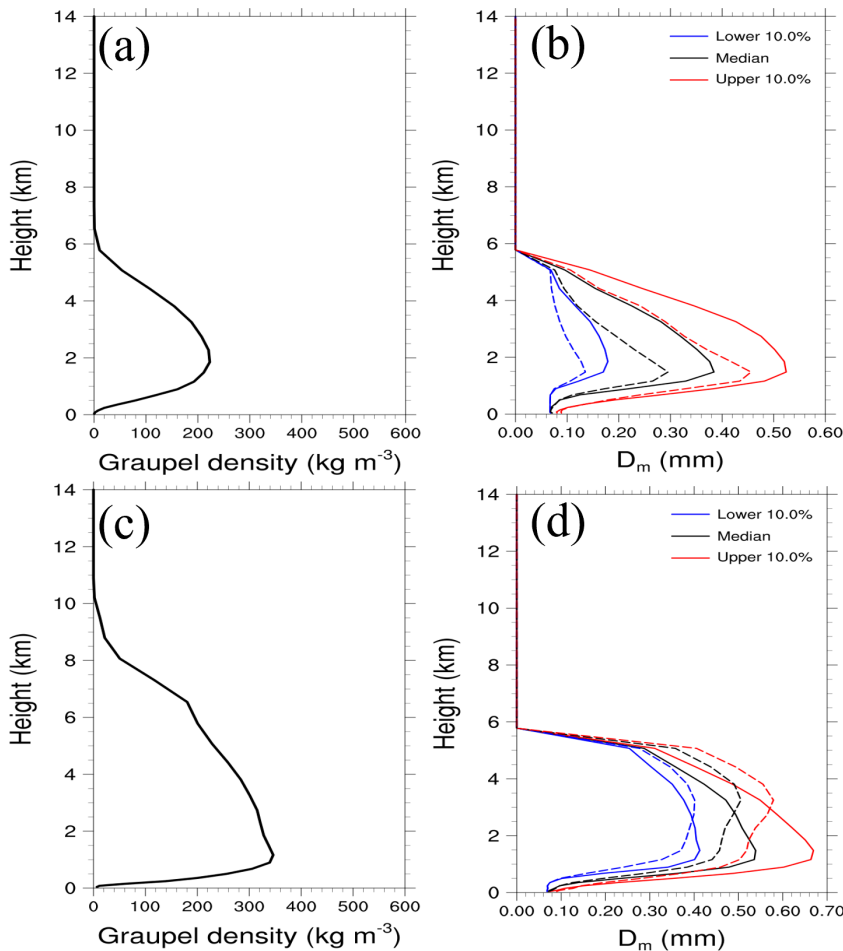 (a)
14
12
10
8
6
4
2
0
Height (km)
0 100 200 300 400 500 600
Graupel density (kg m⁻³)
(b)
Lower 10.0%
Median
Upper 10.0%
14
12
10
8
6
4
2
0
Height (km)
0.00 0.10 0.20 0.30 0.40 0.50 0.60
Dₘ (mm)
(c)
14
12
10
8
6
4
2
0
Height (km)
0 100 200 300 400 500 600
Graupel density (kg m⁻³)
(d)
Lower 10.0%
Median
Upper 10.0%
14
12
10
8
6
4
2
0
Height (km)
0.00 0.10 0.20 0.30 0.40 0.50 0.60 0.70
Dₘ (mm)